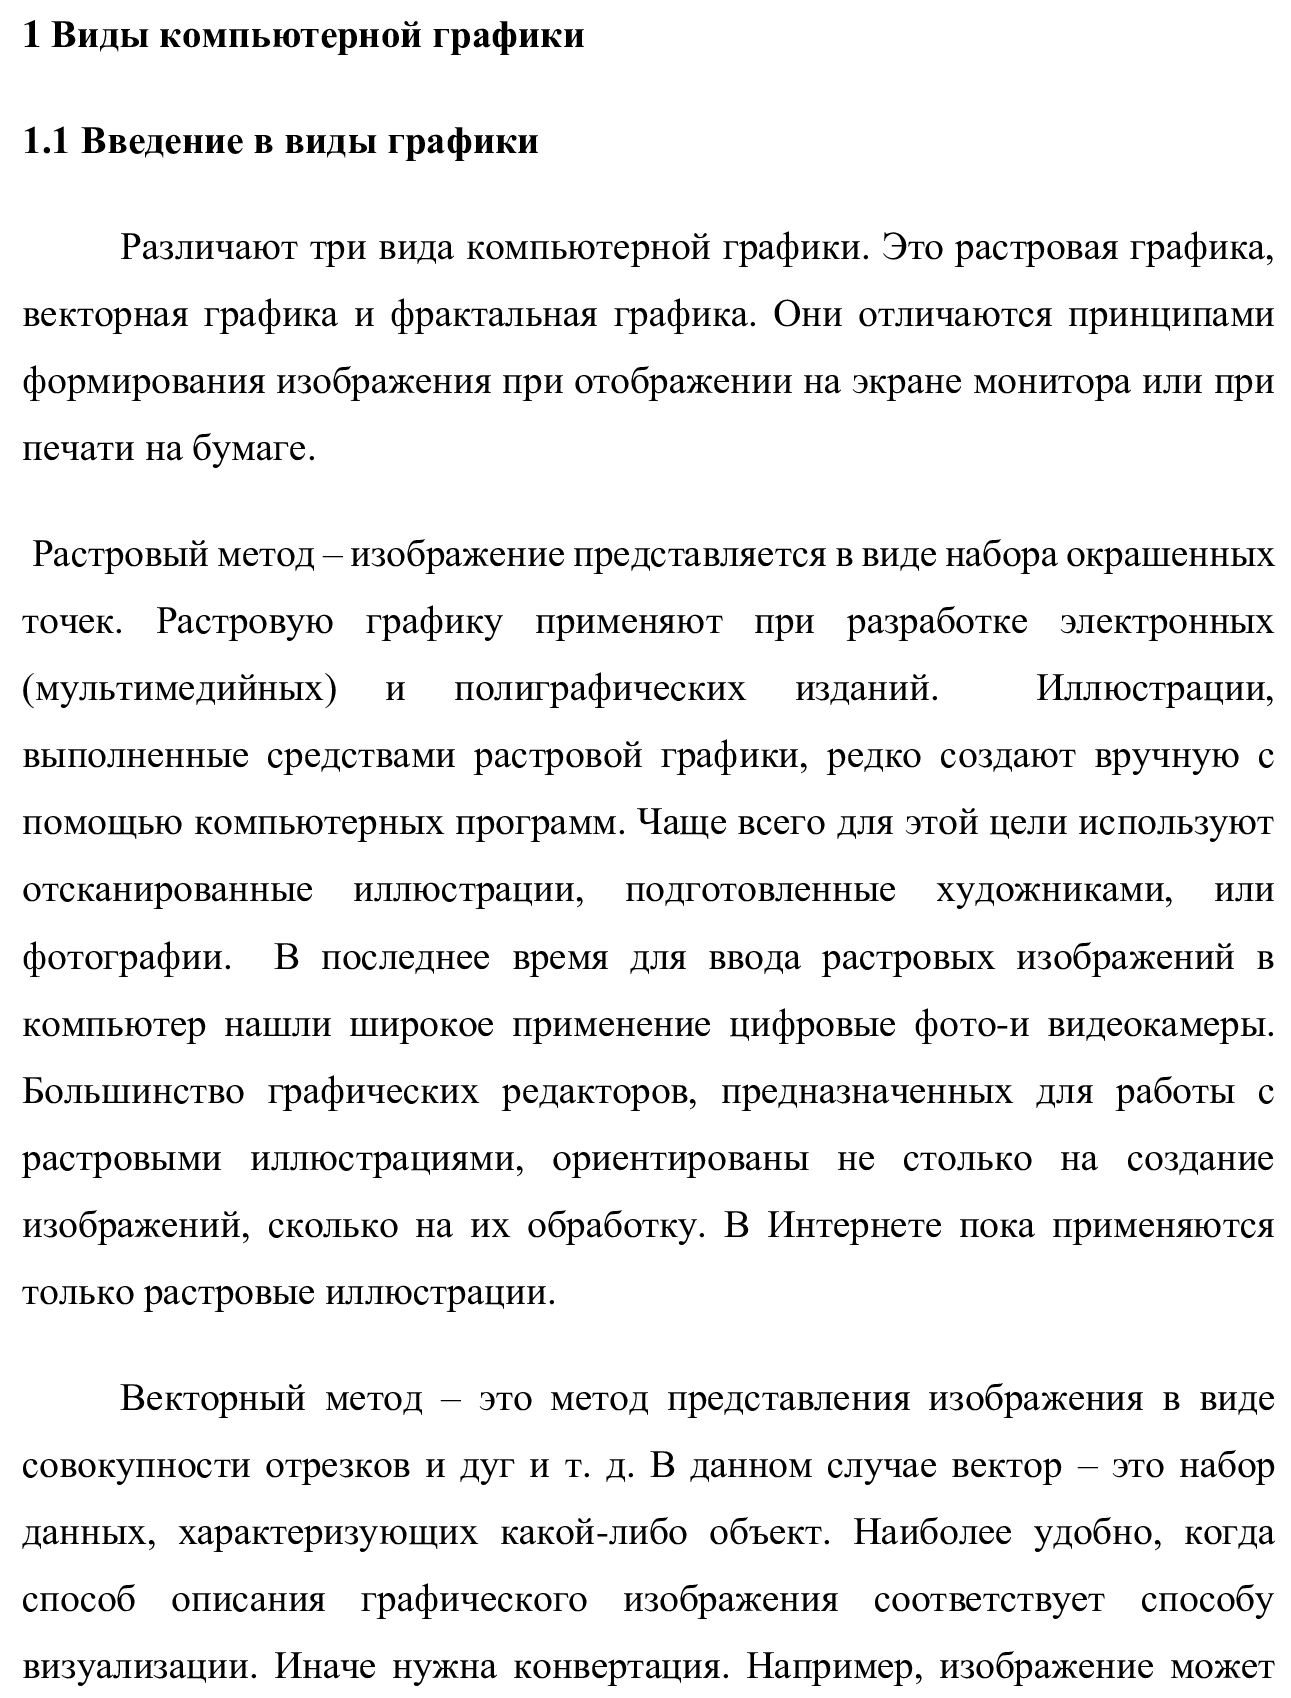 1 Виды компьютерной графики
1.1 Введение в виды графики
Различают три вида компьютерной графики. Это растровая графика,
векторная графика и фрактальная графика. Они отличаются принципами
формирования изображения при отображении на экране монитора или при
печати на бумаге.
Растровый метод – изображение представляется в виде набора окрашенных
точек. Растровую графику применяют при разработке электронных
(мультимедийных) и полиграфических изданий. Иллюстрации,
выполненные средствами растровой графики, редко создают вручную с
помощью компьютерных программ. Чаще всего для этой цели используют
отсканированные иллюстрации, подготовленные художниками, или
фотографии. В последнее время для ввода растровых изображений в
компьютер нашли широкое применение цифровые фото-и видеокамеры.
Большинство графических редакторов, предназначенных для работы с
растровыми иллюстрациями, ориентированы не столько на создание
изображений, сколько на их обработку. В Интернете пока применяются
только растровые иллюстрации.
Векторный метод – это метод представления изображения в виде
совокупности отрезков и дуг и т. д. В данном случае вектор – это набор
данных, характеризующих какой-либо объект. Наиболее удобно, когда
способ описания графического изображения соответствует способу
визуализации. Иначе нужна конвертация. Например, изображение может